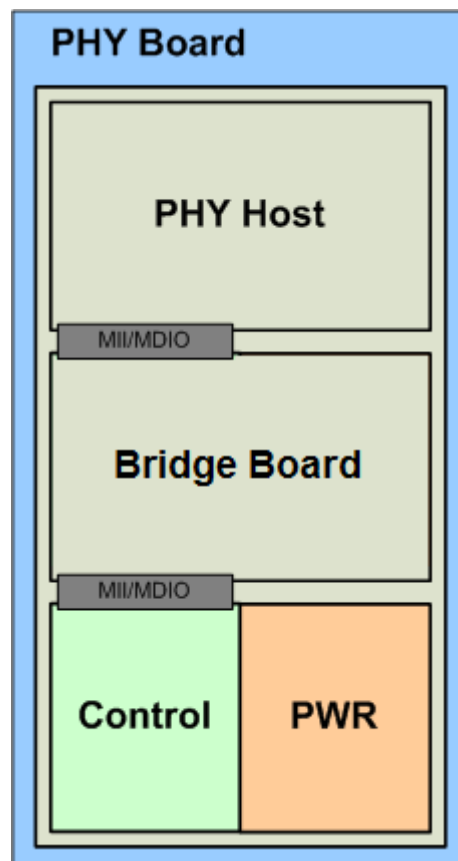 PHY Board
PHY Host
MII/MDIO
Bridge Board
MII/MDIO
Control
PWR